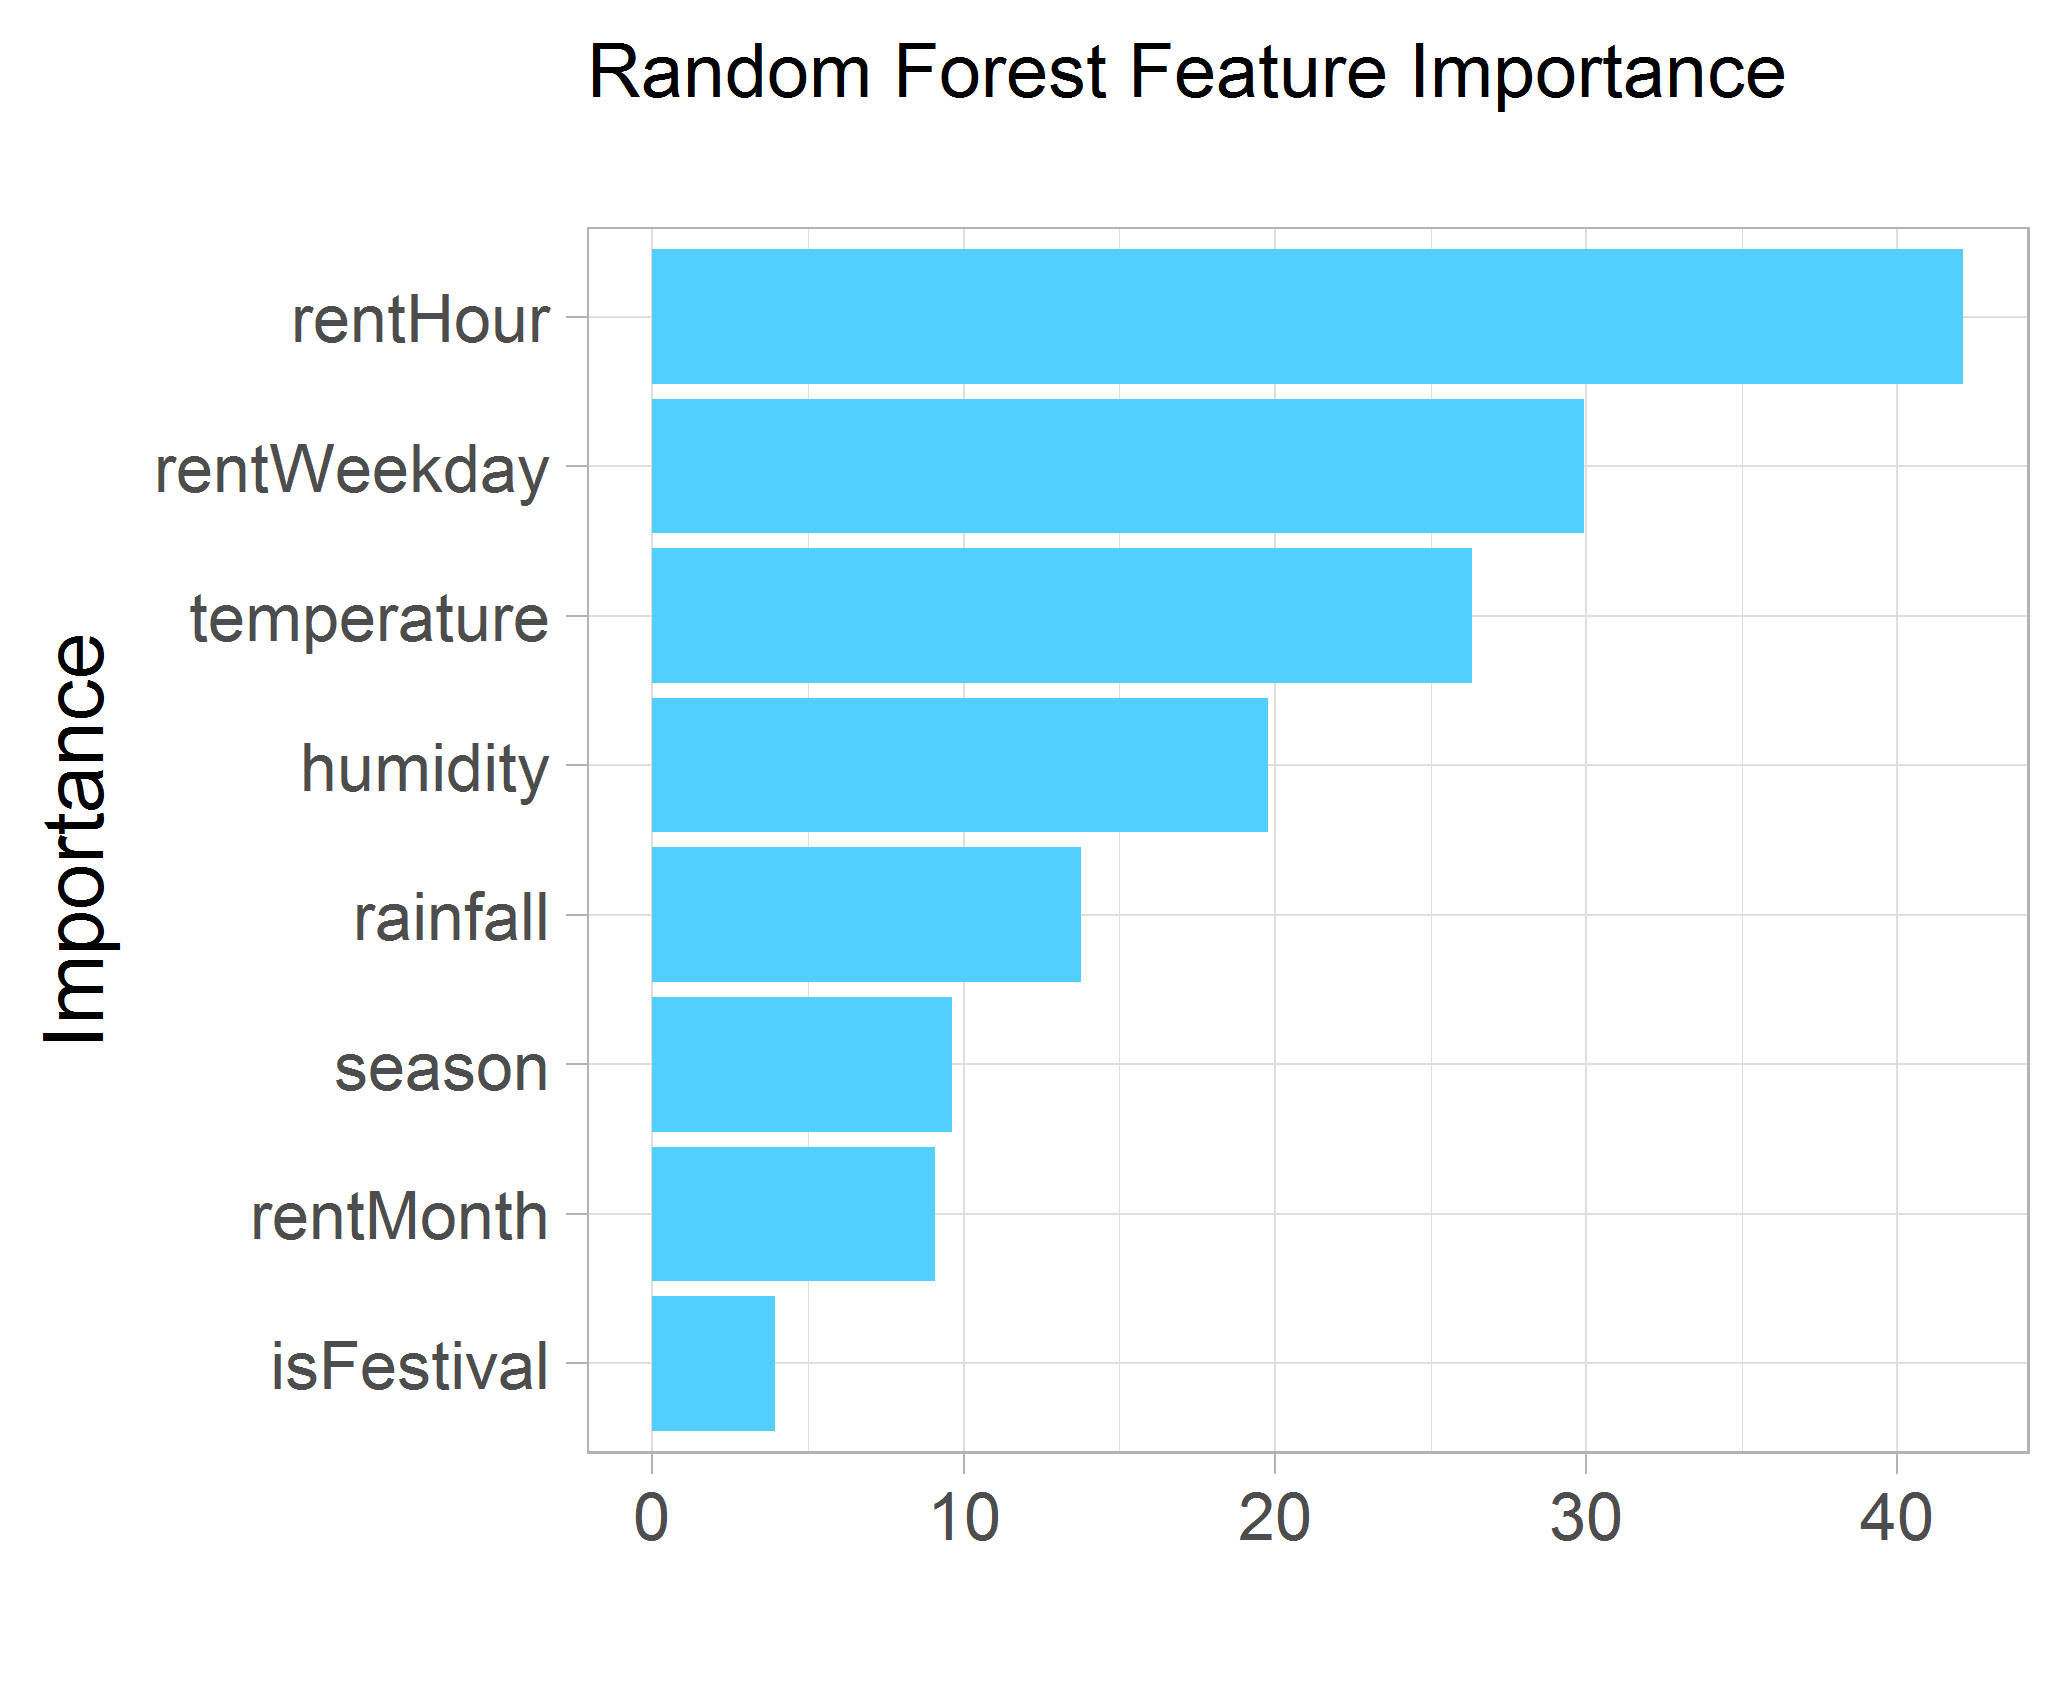 Random Forest Feature Importance
Importance
rentHour
rentWeekday
temperature
humidity
rainfall
season
rentMonth
isFestival
0 10 20 30 40